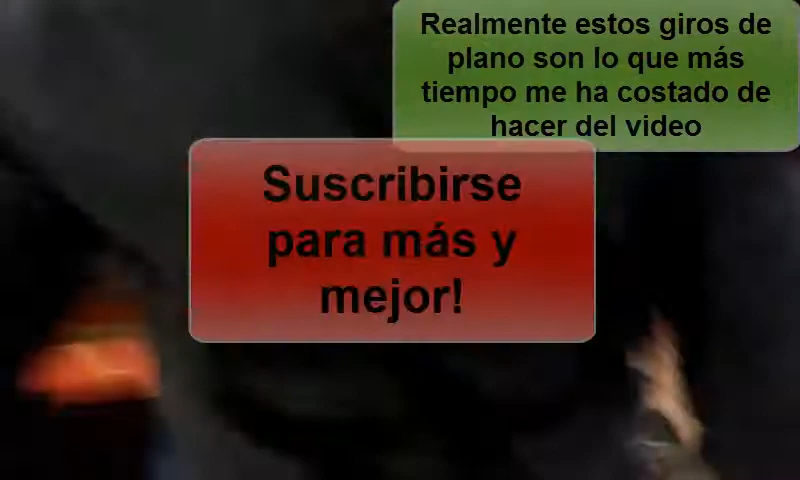 Realmente estos giros de
plano son lo que más
tiempo me ha costado de
hacer del video
Suscribirse
para más y
mejor!